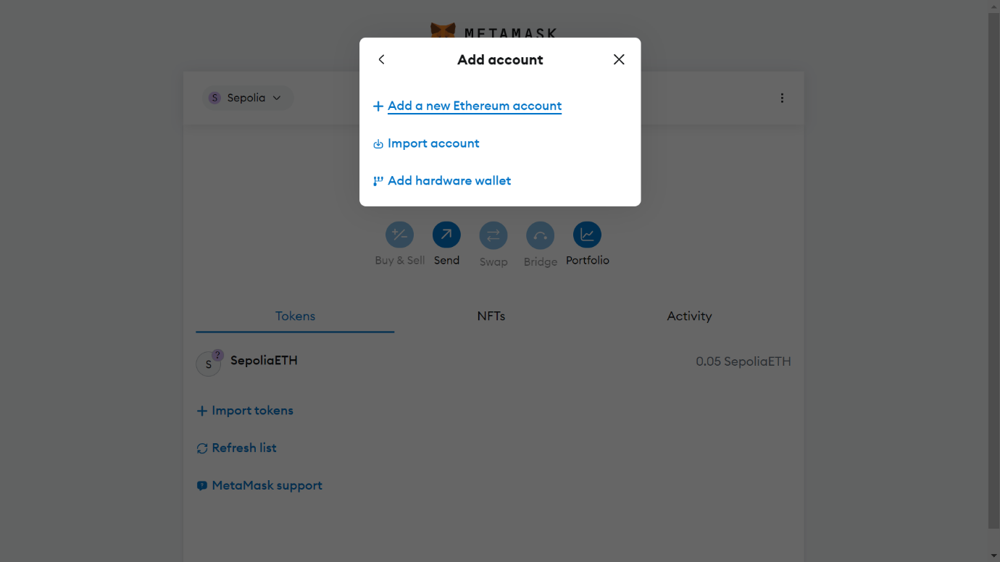 METAMASK
Add account
S Sepolia
Add a new Ethereum account
Import account
Add hardware wallet
Buy & Sell Send Swap Bridge Portfolio
Tokens NFTs Activity
S ? SepoliaETH 0.05 SepoliaETH
Import tokens
Refresh list
MetaMask support